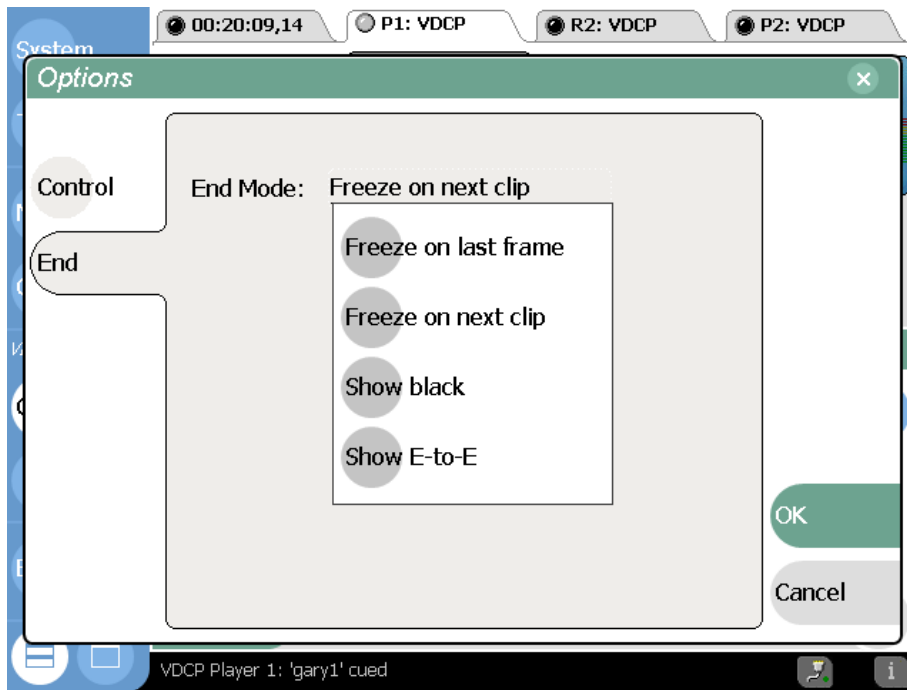 00:20:09,14
P1: VDCP
R2: VDCP
P2: VDCP
System
Options
Control
End
End Mode: Freeze on next clip
Freeze on last frame
Freeze on next clip
Show black
Show E-to-E
OK
Cancel
VDCP Player 1: 'gary1' cued
i